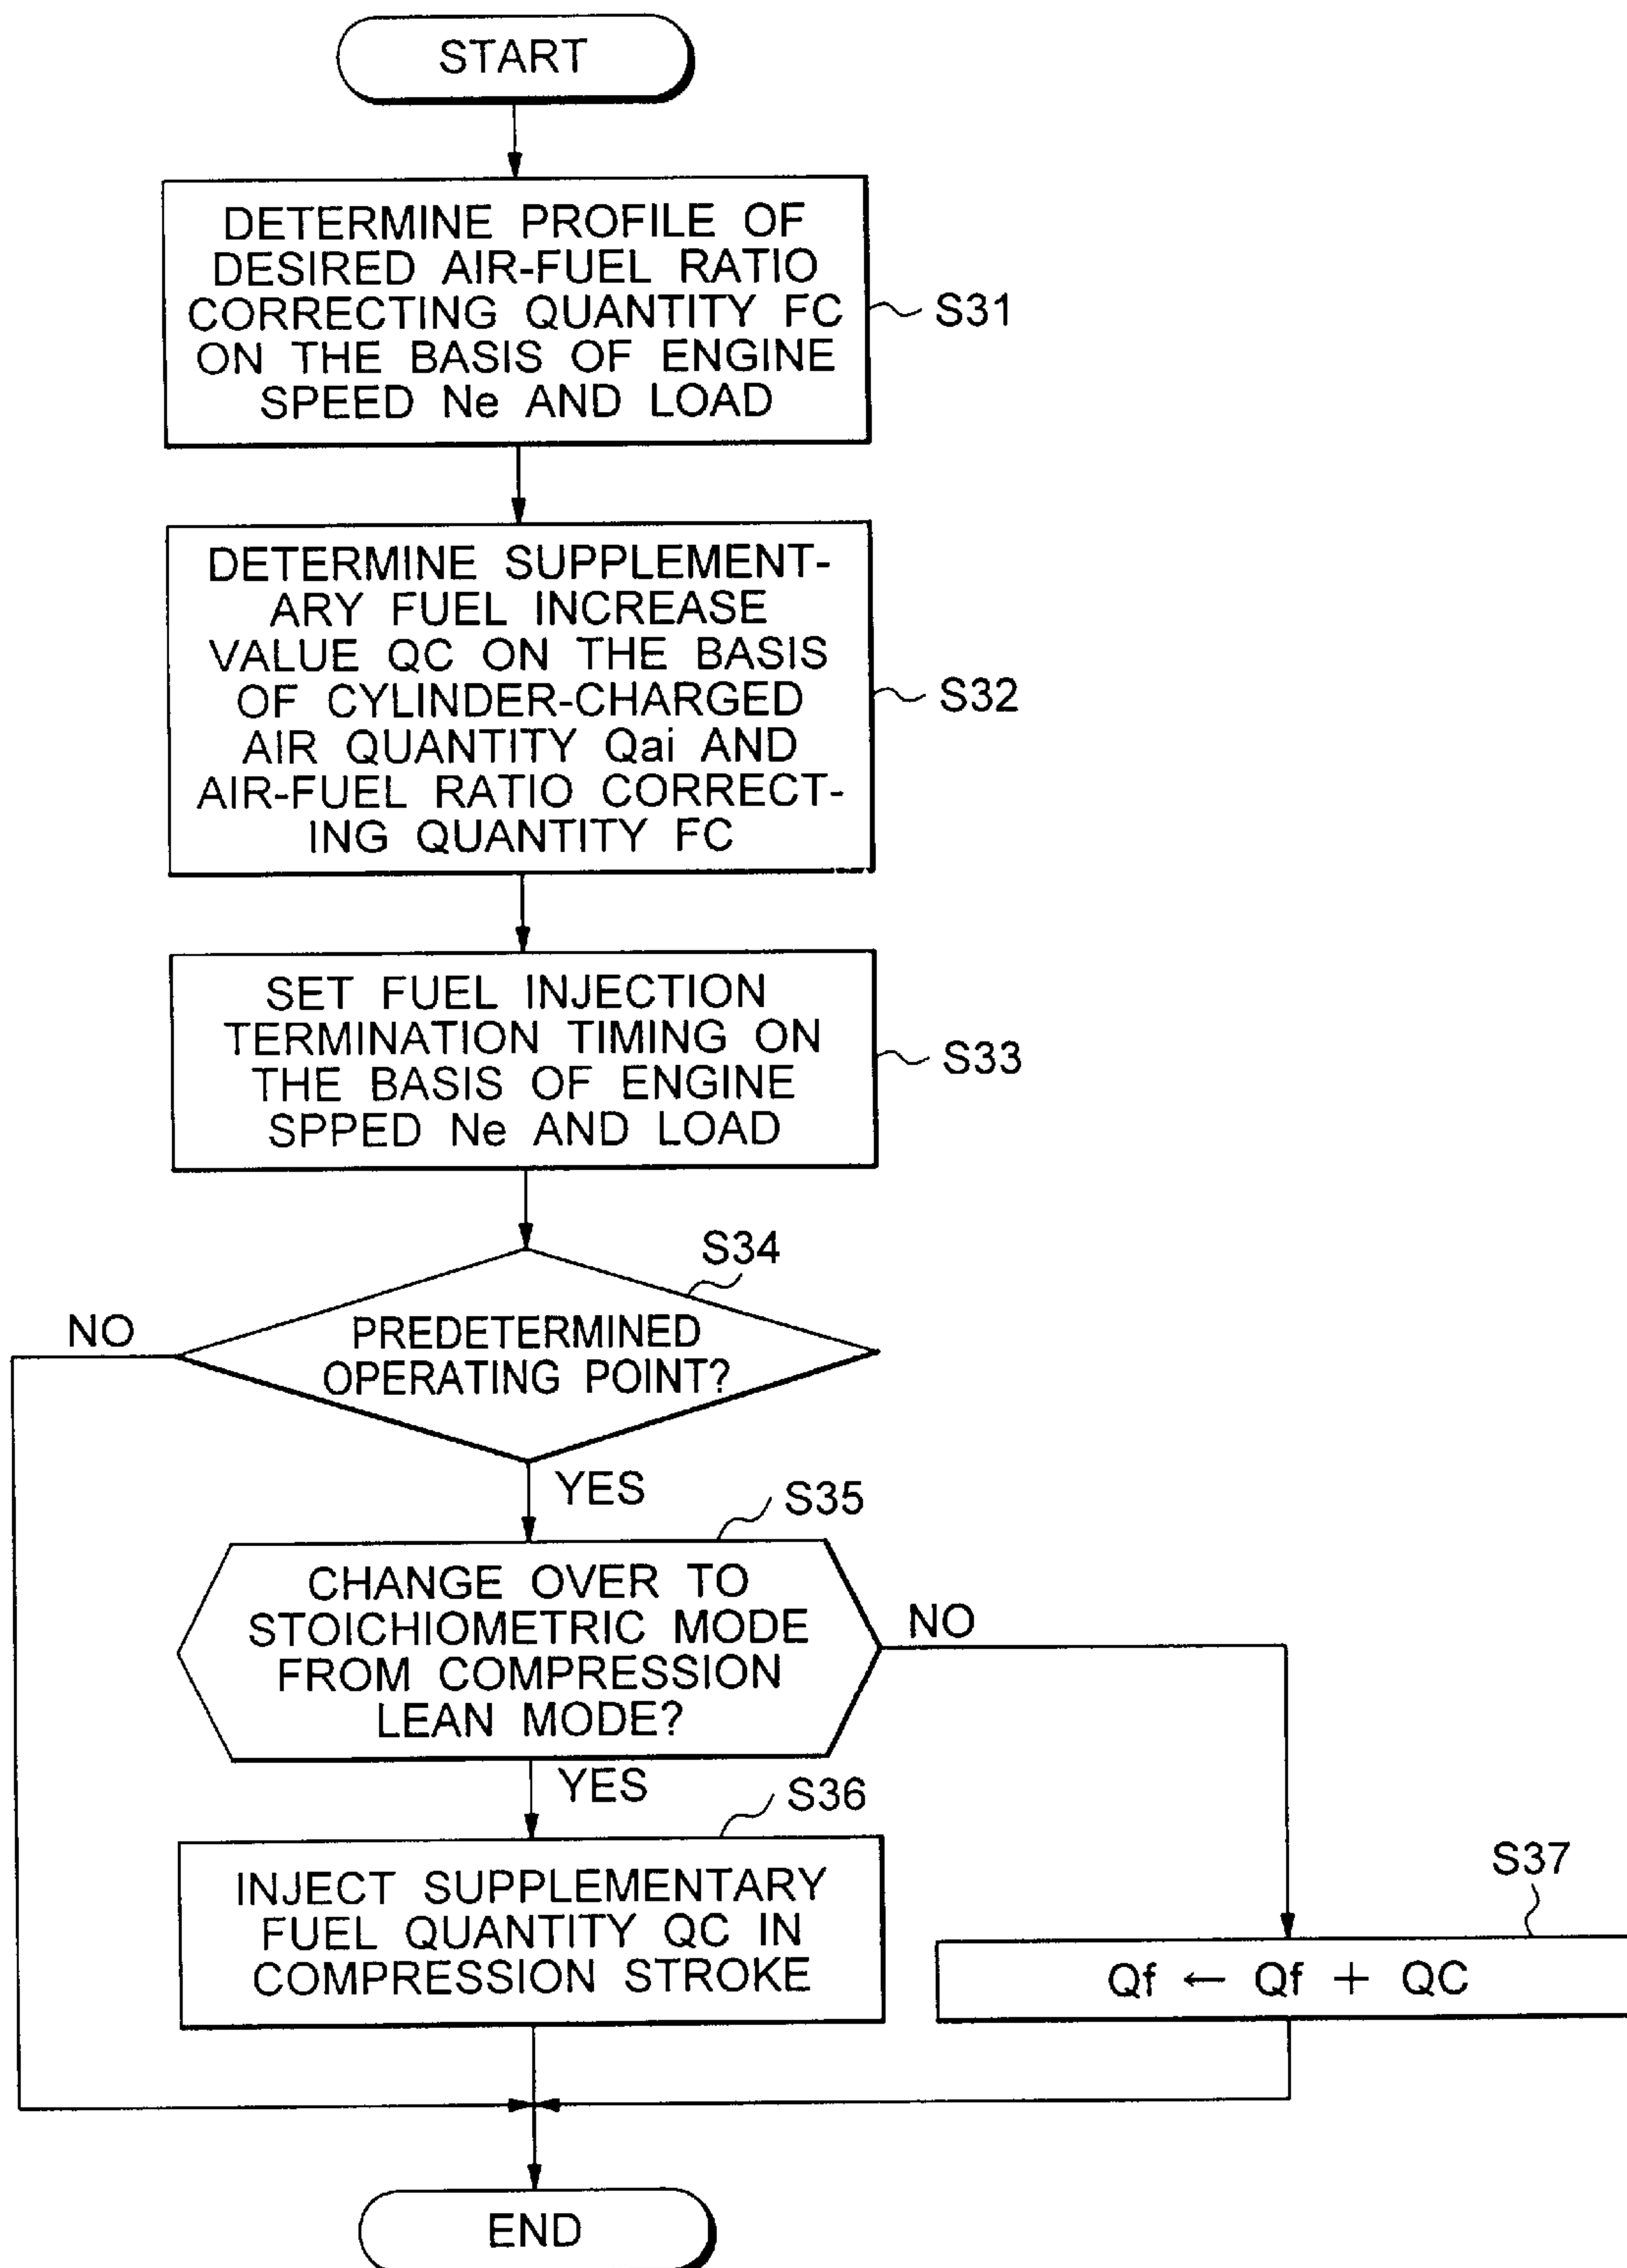 START
DETERMINE PROFILE OF
DESIRED AIR-FUEL RATIO
CORRECTING QUANTITY FC
ON THE BASIS OF ENGINE
SPEED Ne AND LOAD
S31
DETERMINE SUPPLEMENT-
ARY FUEL INCREASE
VALUE QC ON THE BASIS
OF CYLINDER-CHARGED
AIR QUANTITY Qai AND
AIR-FUEL RATIO CORRECT-
ING QUANTITY FC
S32
SET FUEL INJECTION
TERMINATION TIMING ON
THE BASIS OF ENGINE
SPPED Ne AND LOAD
S33
S34
NO
PREDETERMINED
OPERATING POINT?
YES
S35
CHANGE OVER TO
STOICHIOMETRIC MODE
FROM COMPRESSION
LEAN MODE?
NO
YES
S36
INJECT SUPPLEMENTARY
FUEL QUANTITY QC IN
COMPRESSION STROKE
S37
Qf ← Qf + QC
END